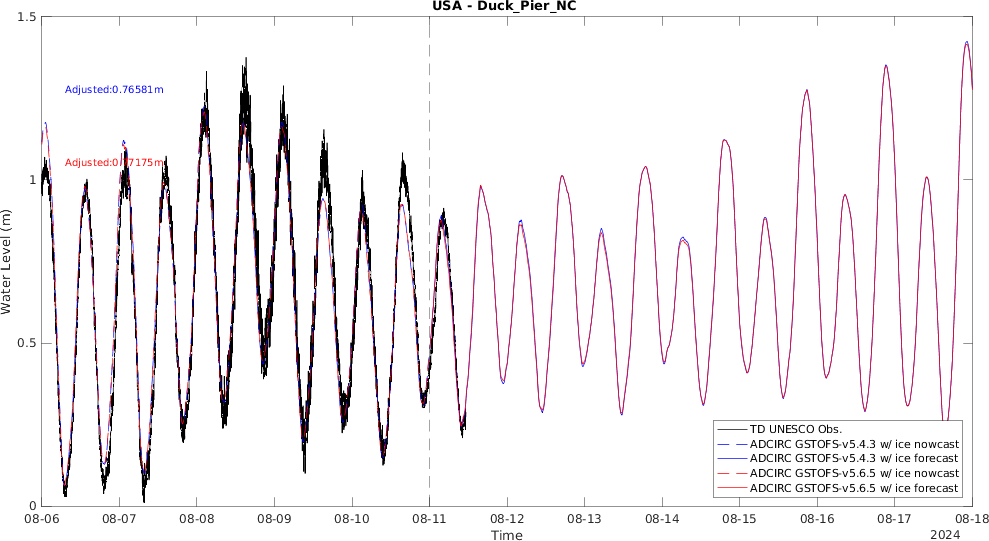 USA - Duck_Pier_NC
1.5
1
0.5
0
Water Level (m)
Adjusted:0.76581m
Adjusted:0.77175m
TD UNESCO Obs.
ADCIRC GSTOFS-v5.4.3 w/ ice nowcast
ADCIRC GSTOFS-v5.4.3 w/ ice forecast
ADCIRC GSTOFS-v5.6.5 w/ ice nowcast
ADCIRC GSTOFS-v5.6.5 w/ ice forecast
08-06 08-07 08-08 08-09 08-10 08-11 08-12 08-13 08-14 08-15 08-16 08-17 08-18
Time
2024